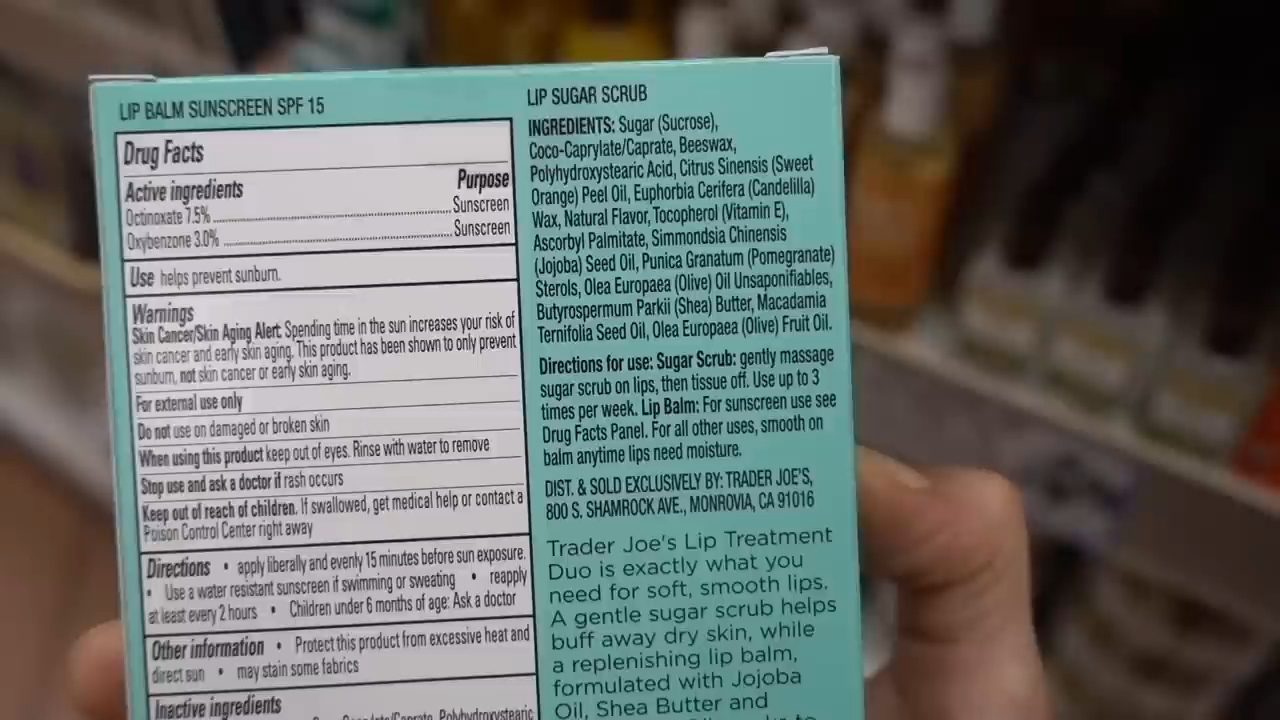 LIP BALM SUNSCREEN SPF 15
Drug Facts
Active ingredients Purpose
Octinoxate 7.5% Sunscreen
Oxybenzone 3.0% Sunscreen
Use helps prevent sunburn.
Warnings
Skin Cancer/Skin Aging Alert: Spending time in the sun increases your risk of
skin cancer and early skin aging. This product has been shown to only prevent
sunburn, not skin cancer or early skin aging.
For external use only
Do not use on damaged or broken skin
When using this product keep out of eyes. Rinse with water to remove
Stop use and ask a doctor if rash occurs
Keep out of reach of children. If swallowed, get medical help or contact a
Poison Control Center right away
Directions • apply liberally and evenly 15 minutes before sun exposure.
• Use a water resistant sunscreen if swimming or sweating • reapply
at least every 2 hours • Children under 6 months of age: Ask a doctor
Other information • Protect this product from excessive heat and
direct sun • may stain some fabrics
Inactive ingredients
Polyhydroxystearic
LIP SUGAR SCRUB
INGREDIENTS: Sugar (Sucrose),
Coco-Caprylate/Caprate, Beeswax,
Polyhydroxystearic Acid, Citrus Sinensis (Sweet
Orange) Peel Oil, Euphorbia Cerifera (Candelilla)
Wax, Natural Flavor, Tocopherol (Vitamin E),
Ascorbyl Palmitate, Simmondsia Chinensis
(Jojoba) Seed Oil, Punica Granatum (Pomegranate)
Sterols, Olea Europaea (Olive) Oil Unsaponifiables,
Butyrospermum Parkii (Shea) Butter, Macadamia
Ternifolia Seed Oil, Olea Europaea (Olive) Fruit Oil.
Directions for use: Sugar Scrub: gently massage
sugar scrub on lips, then tissue off. Use up to 3
times per week. Lip Balm: For sunscreen use see
Drug Facts Panel. For all other uses, smooth on
balm anytime lips need moisture.
DIST. & SOLD EXCLUSIVELY BY: TRADER JOE'S,
800 S. SHAMROCK AVE., MONROVIA, CA 91016
Trader Joe's Lip Treatment
Duo is exactly what you
need for soft, smooth lips.
A gentle sugar scrub helps
buff away dry skin, while
a replenishing lip balm,
formulated with Jojoba
Oil, Shea Butter and